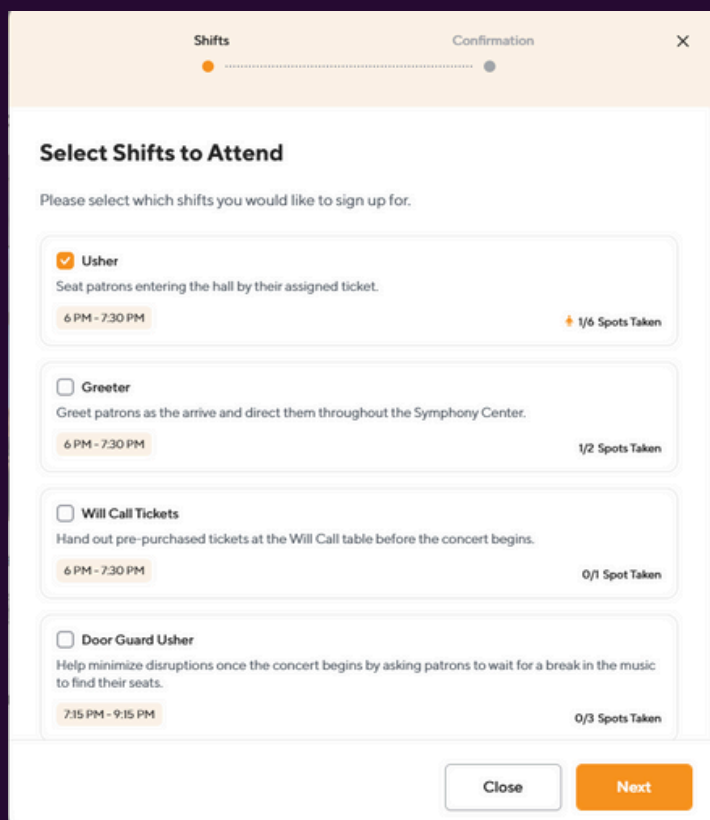 Shifts
Confirmation
Select Shifts to Attend
Please select which shifts you would like to sign up for.
Usher
Seat patrons entering the hall by their assigned ticket.
6 PM - 7:30 PM
1/6 Spots Taken
Greeter
Greet patrons as the arrive and direct them throughout the Symphony Center.
6 PM - 7:30 PM
1/2 Spots Taken
Will Call Tickets
Hand out pre-purchased tickets at the Will Call table before the concert begins.
6 PM - 7:30 PM
0/1 Spot Taken
Door Guard Usher
Help minimize disruptions once the concert begins by asking patrons to wait for a break in the music
to find their seats.
7:15 PM - 9:15 PM
0/3 Spots Taken
Close
Next